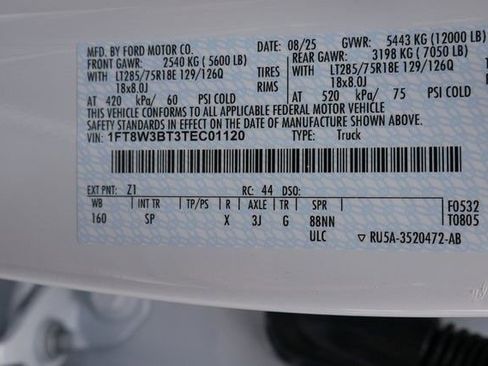 MFD. BY FORD MOTOR CO.
08/25 GVWR: 5443 KG (12000 LB)
FRONT GAWR: 2540 KG (5600 LB) REAR GAWR: 3198 KG (7050 LB)
WITH LT285/75R18E 129/126Q TIRES WITH LT285/75R18E 129/126Q
18x8.0J RIMS 18x8.0J
AT 420 kPa/ 60 PSI COLD AT 520 kPa/ 75 PSI COLD
THIS VEHICLE CONFORMS TO ALL APPLICABLE FEDERAL MOTOR VEHICLE
SAFETY STANDARDS IN EFFECT ON THE DATE OF MANUFACTURE SHOWN ABOVE.
VIN: 1FT8W3BT3TEC01120 TYPE: Truck
EXT PNT: Z1 RC: 44 DSO:
WB INT TR TP/PS R AXLE TR SPR F0532
160 SP X 3J G 88NN T0805
ULC ▽ RU5A-3520472-AB